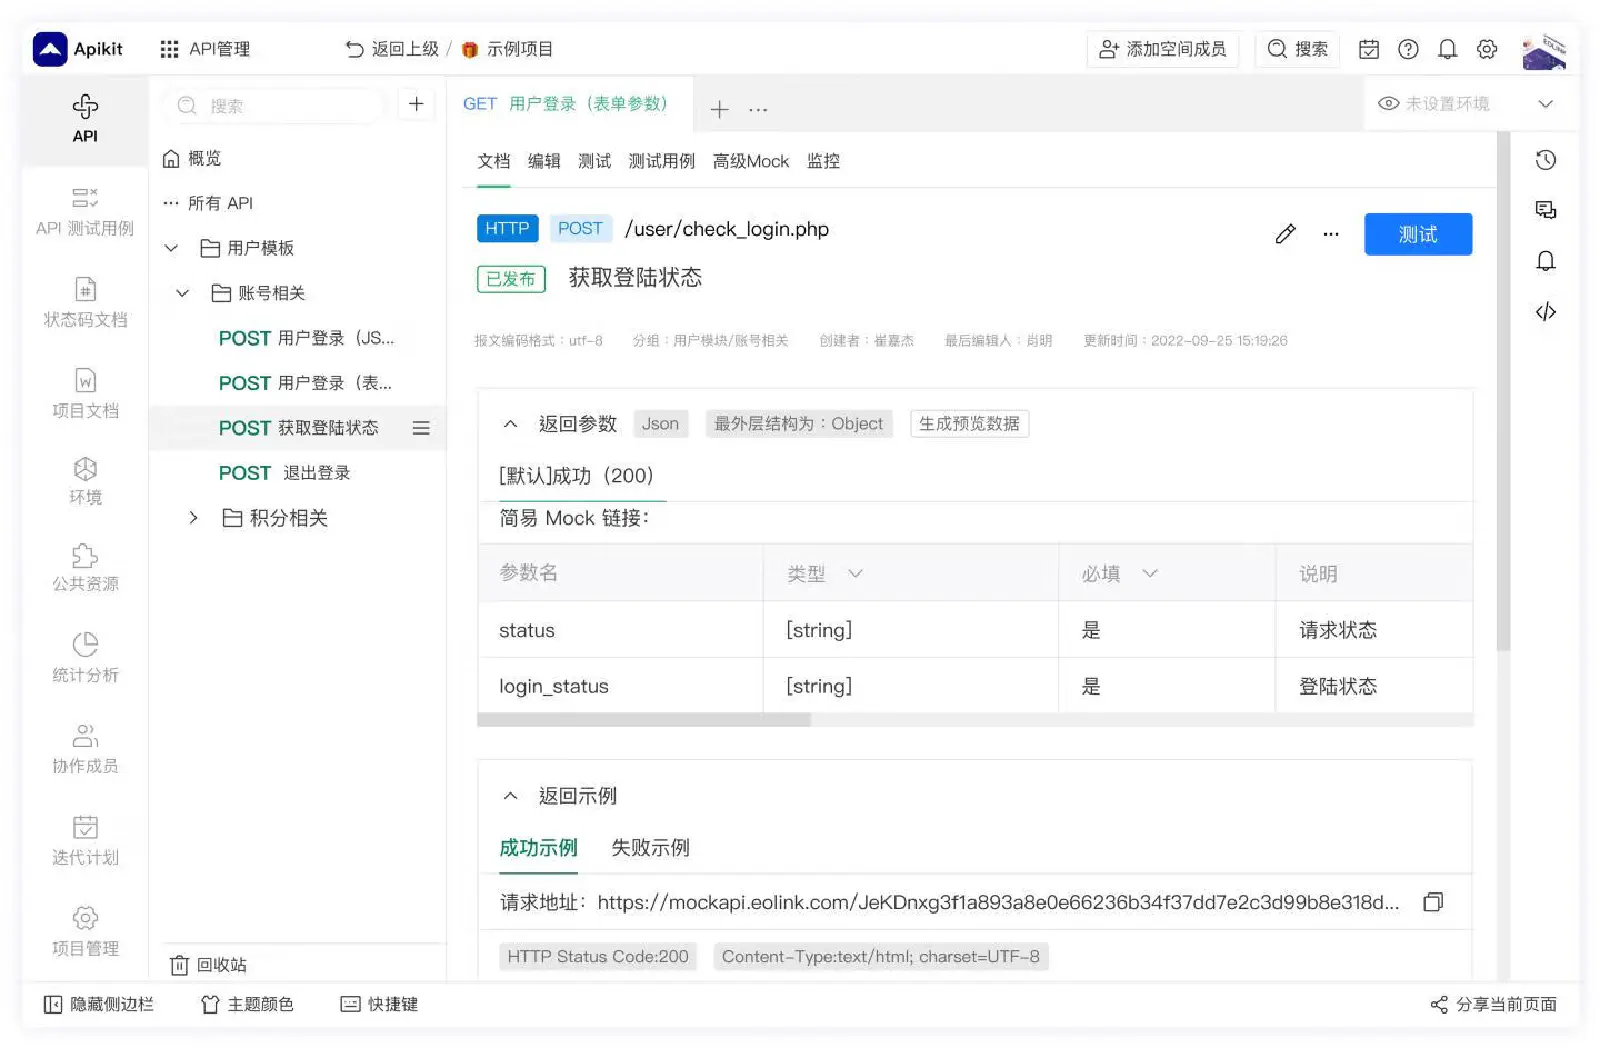 Apikit
API管理
返回上级 / 示例项目
添加空间成员
搜索
API
API 测试用例
状态码文档
项目文档
环境
公共资源
统计分析
协作成员
迭代计划
项目管理
搜索
概览
所有 API
用户模板
账号相关
POST 用户登录（JS...
POST 用户登录（表...
POST 获取登陆状态
POST 退出登录
积分相关
回收站
GET 用户登录（表单参数）
未设置环境
文档 编辑 测试 测试用例 高级Mock 监控
HTTP POST /user/check_login.php
测试
已发布 获取登陆状态
报文编码格式：utf-8 分组：用户模块/账号相关 创建者：崔嘉杰 最后编辑人：肖明 更新时间：2022-09-25 15:19:26
返回参数 Json 最外层结构为：Object 生成预览数据
[默认]成功（200）
简易 Mock 链接：
参数名 类型 必填 说明
status [string] 是 请求状态
login_status [string] 是 登陆状态
返回示例
成功示例 失败示例
请求地址：https://mockapi.eolink.com/JeKDnxg3f1a893a8e0e66236b34f37dd7e2c3d99b8e318d...
HTTP Status Code:200 Content-Type:text/html; charset=UTF-8
隐藏侧边栏 主题颜色 快捷键 分享当前页面